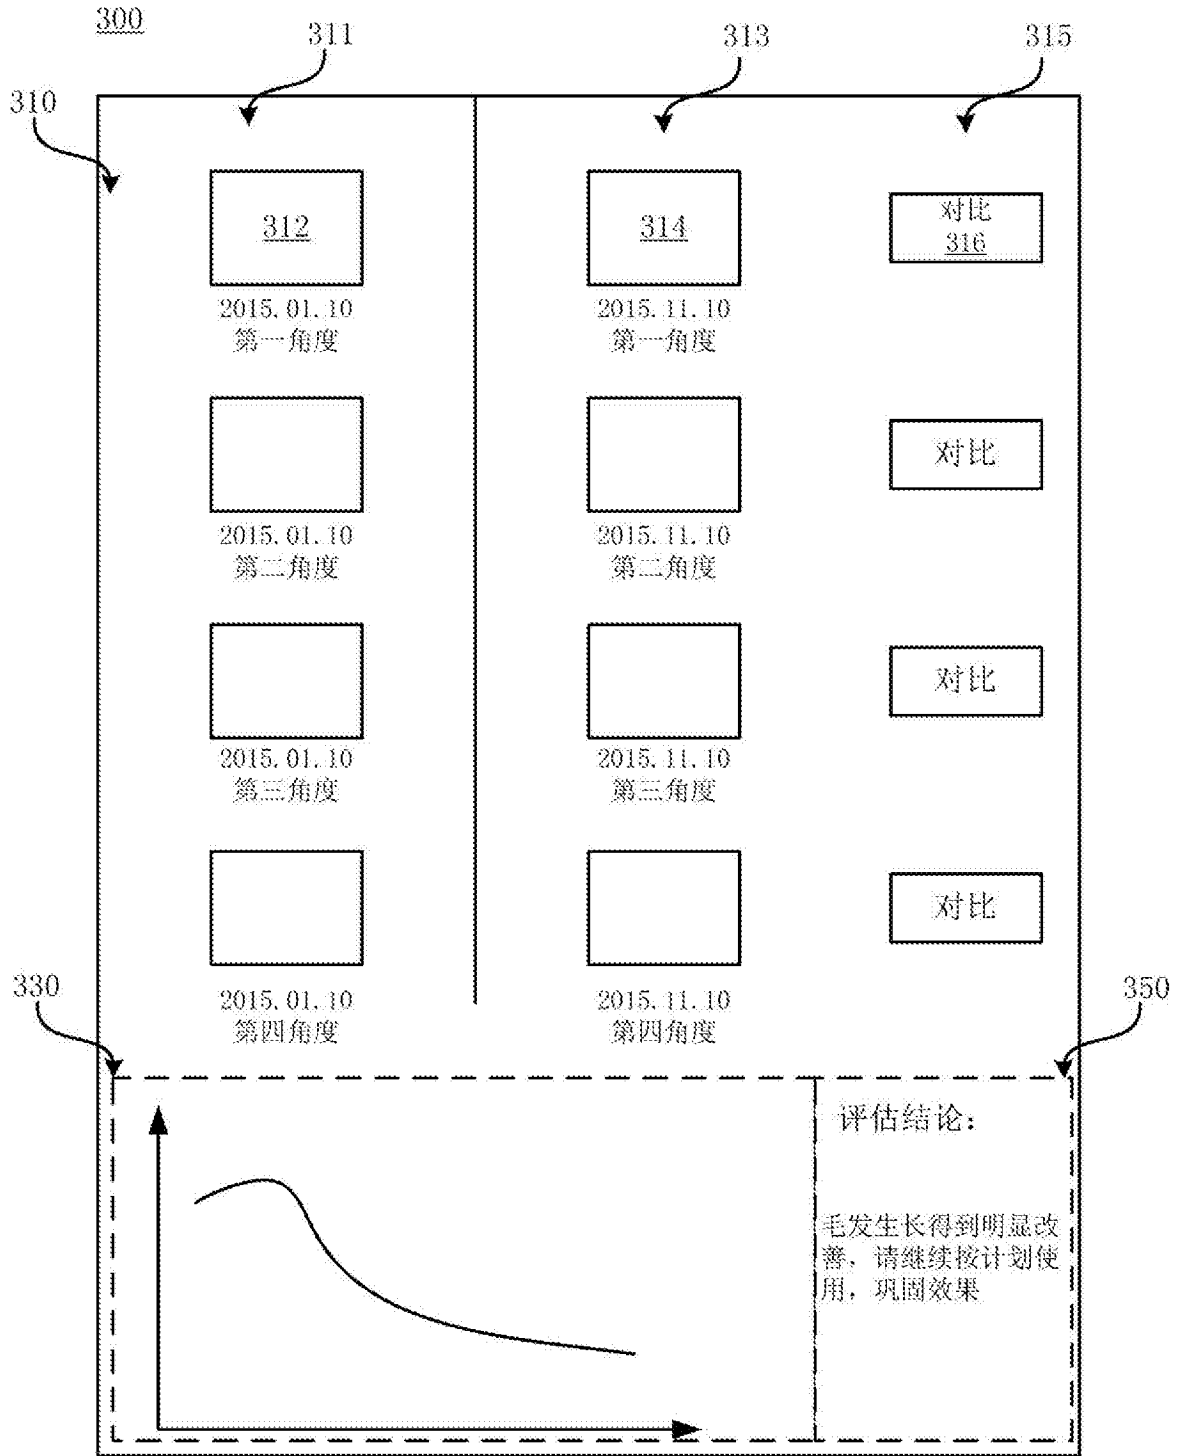 300
311
313
315
310
312
314
对比
316
2015.01.10
第一角度
2015.11.10
第一角度
对比
2015.01.10
第二角度
2015.11.10
第二角度
对比
2015.01.10
第三角度
2015.11.10
第三角度
对比
2015.01.10
第四角度
2015.11.10
第四角度
330
350
评估结论:
毛发生长得到明显改
善，请继续按计划使
用，巩固效果